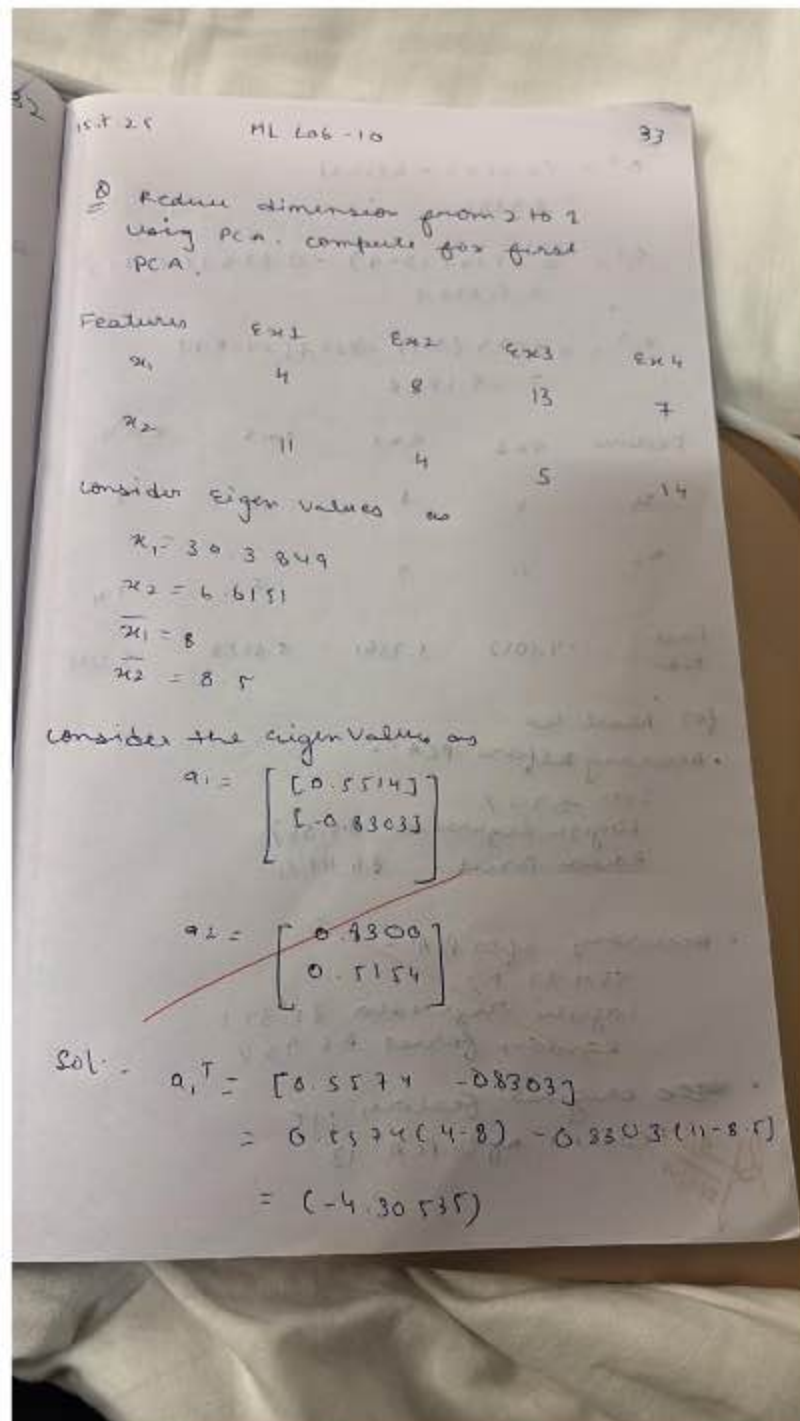 32
15.7 25 ML Lab - 10 33
Q Reduce dimension from 2 to 1
using PCA. compute for first
PCA.
Features Ex1 Ex2 Ex3 Ex4
x₁ 4 8 13 7
x₂ 11 4 5 14
consider Eigen values as
x₁ = 30.3849
x₂ = 6.6151
x̄1 = 8
x̄2 = 8.5
consider the eigen values as
a₁ = [[0.5514]
[-0.8303]]
a₂ = [0.8300
0.5154]
Sol. - a₁ᵀ = [0.5574 -08303]
= 0.5574(4-8) - 0.8303(11-8.5]
= (-4.30535)